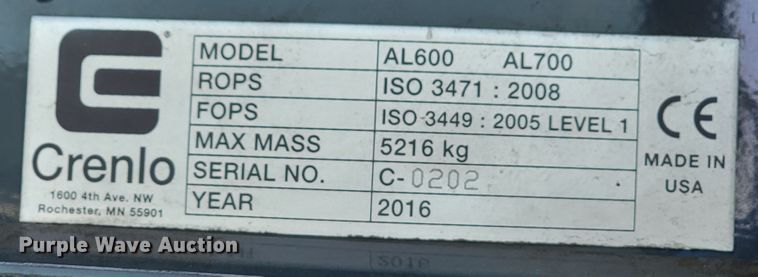 MODEL AL600 AL700
ROPS ISO 3471 : 2008
FOPS ISO 3449 : 2005 LEVEL 1
MAX MASS 5216 kg
SERIAL NO. C-0202
YEAR 2016
Crenlo
1600 4th Ave. NW
Rochester, MN 55901
CE
MADE IN
USA
Purple Wave Auction